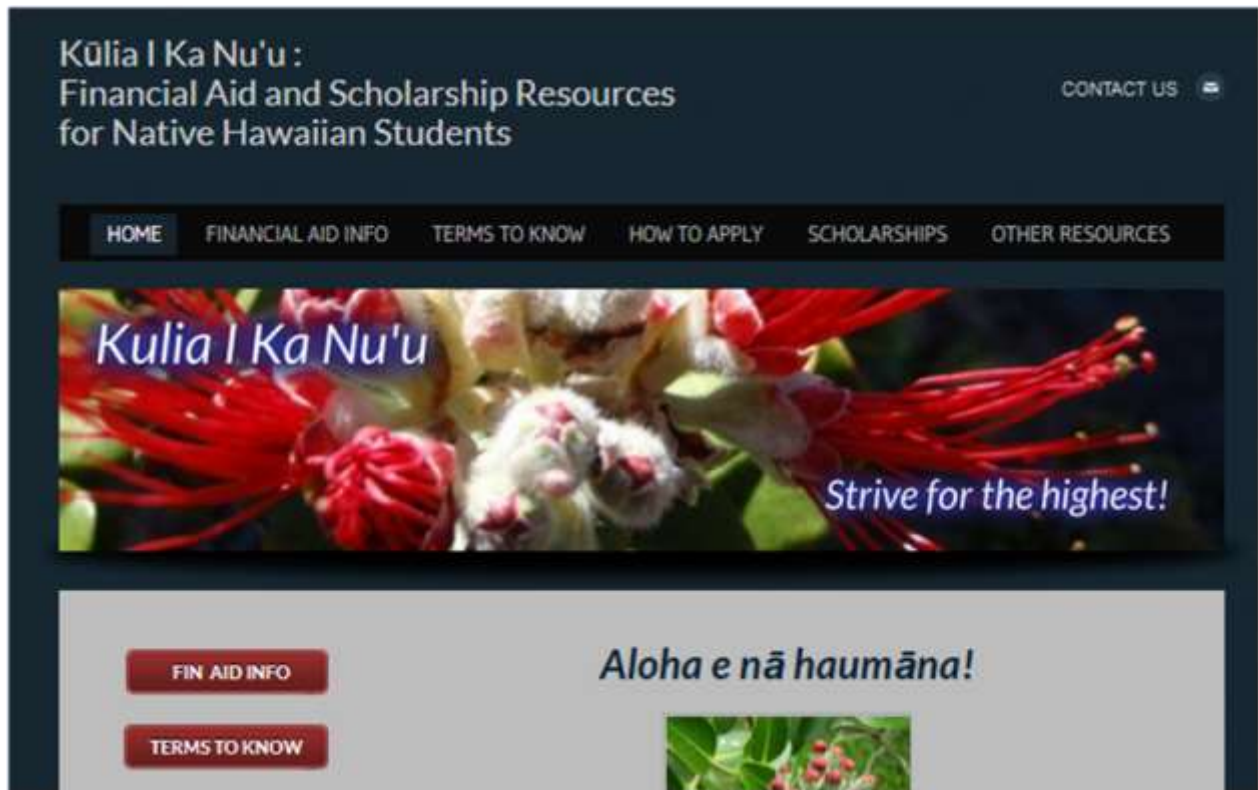 Kūlia I Ka Nu'u :
Financial Aid and Scholarship Resources
for Native Hawaiian Students
CONTACT US
HOME FINANCIAL AID INFO TERMS TO KNOW HOW TO APPLY SCHOLARSHIPS OTHER RESOURCES
Kulia I Ka Nu'u
Strive for the highest!
FIN AID INFO
TERMS TO KNOW
Aloha e nā haumāna!